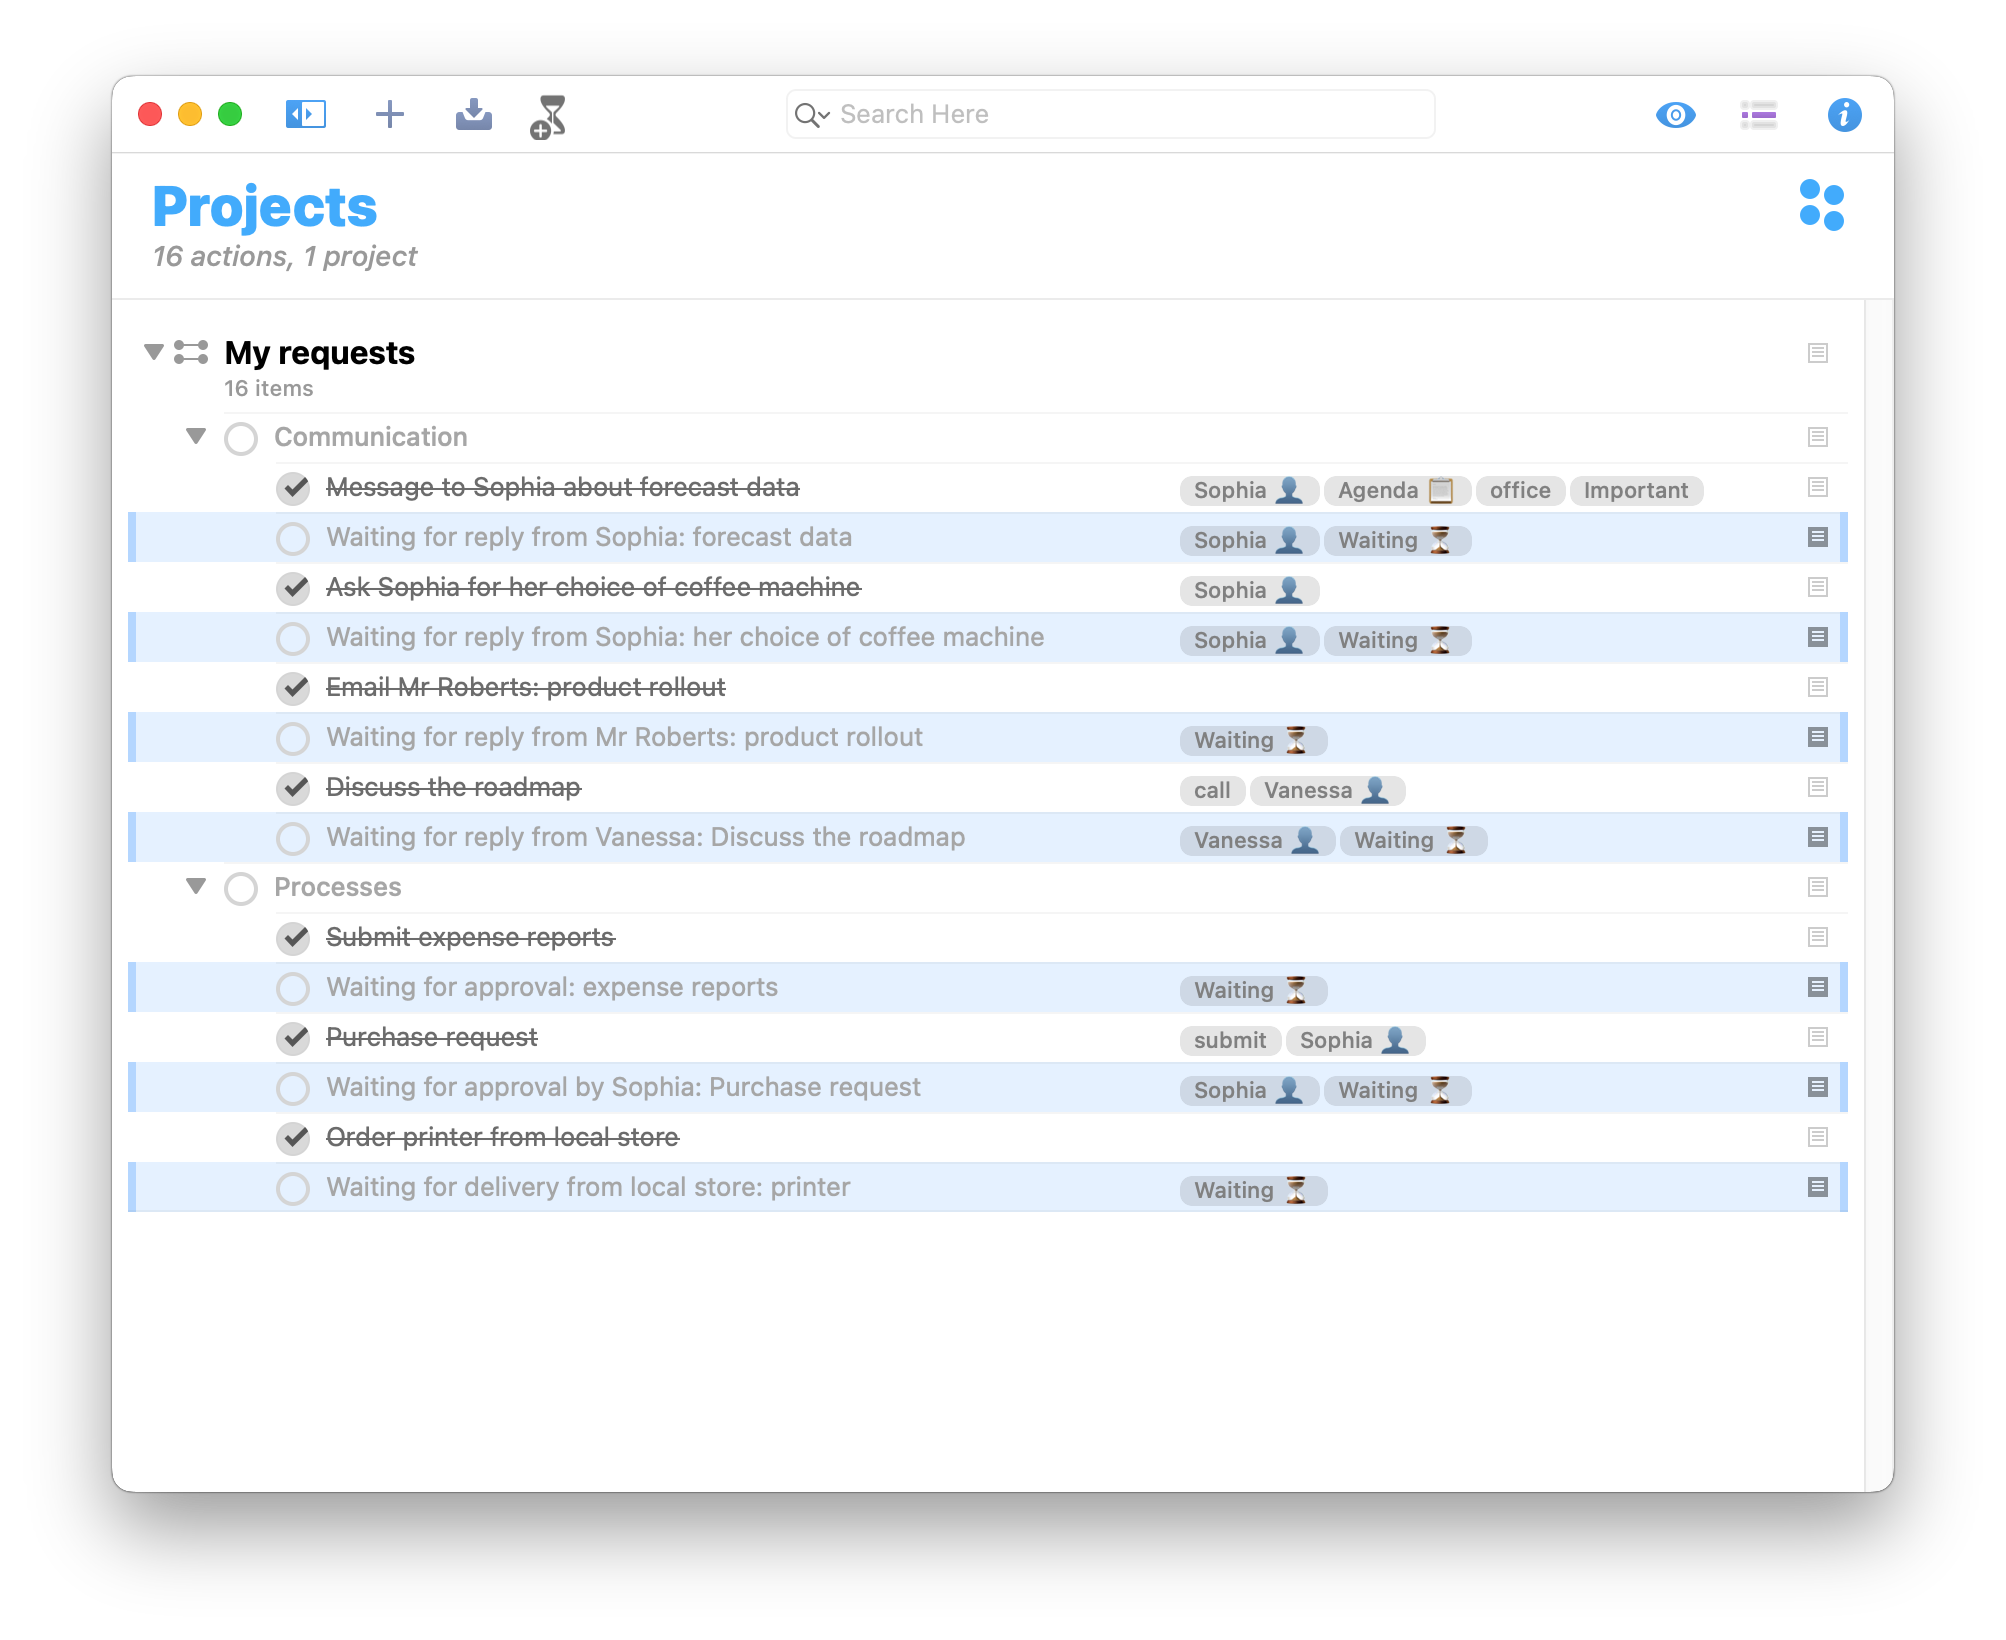 Search Here
Projects
16 actions, 1 project
My requests
16 items
Communication
Message to Sophia about forecast data Sophia 👤 Agenda 📋 office Important
Waiting for reply from Sophia: forecast data Sophia 👤 Waiting ⏳
Ask Sophia for her choice of coffee machine Sophia 👤
Waiting for reply from Sophia: her choice of coffee machine Sophia 👤 Waiting ⏳
Email Mr Roberts: product rollout
Waiting for reply from Mr Roberts: product rollout Waiting ⏳
Discuss the roadmap call Vanessa 👤
Waiting for reply from Vanessa: Discuss the roadmap Vanessa 👤 Waiting ⏳
Processes
Submit expense reports
Waiting for approval: expense reports Waiting ⏳
Purchase request submit Sophia 👤
Waiting for approval by Sophia: Purchase request Sophia 👤 Waiting ⏳
Order printer from local store
Waiting for delivery from local store: printer Waiting ⏳